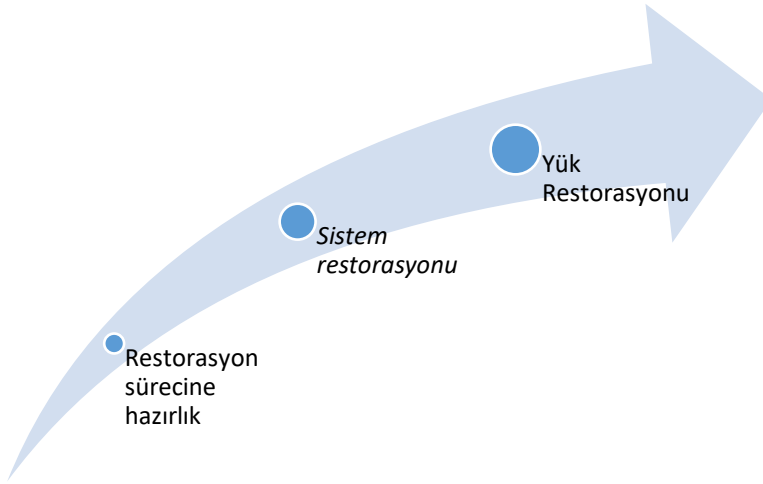 Restorasyon
sürecine
hazırlık
Sistem
restorasyonu
Yük
Restorasyonu